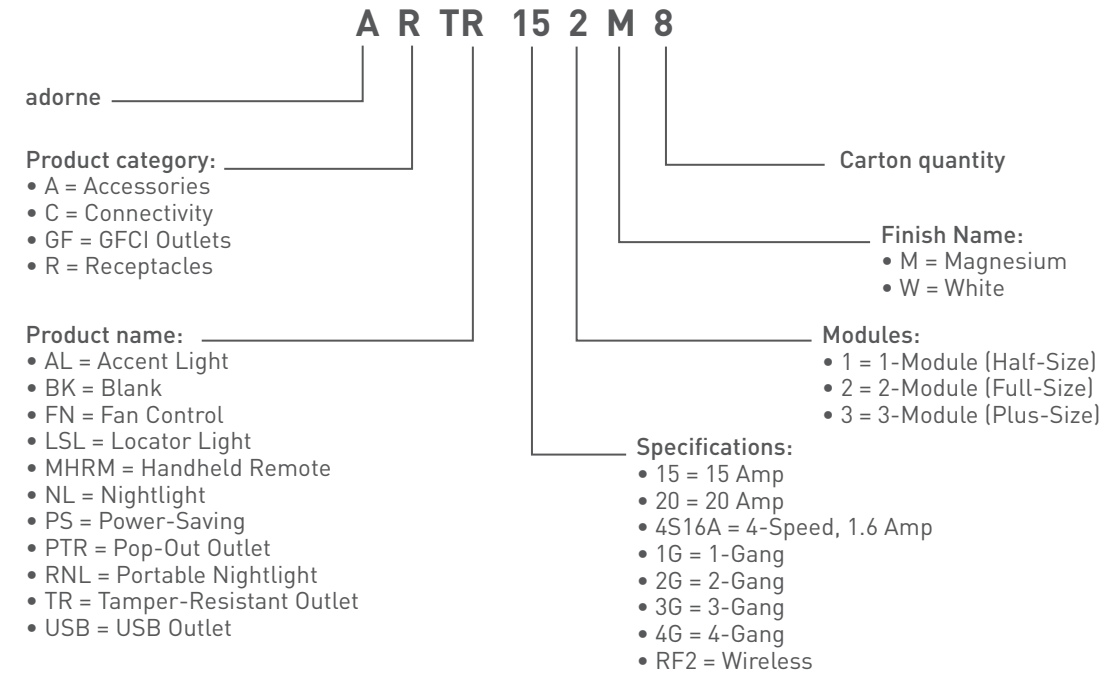 A R TR 15 2 M 8
adorne
Product category:
• A = Accessories
• C = Connectivity
• GF = GFCI Outlets
• R = Receptacles
Product name:
• AL = Accent Light
• BK = Blank
• FN = Fan Control
• LSL = Locator Light
• MHRM = Handheld Remote
• NL = Nightlight
• PS = Power-Saving
• PTR = Pop-Out Outlet
• RNL = Portable Nightlight
• TR = Tamper-Resistant Outlet
• USB = USB Outlet
Carton quantity
Finish Name:
• M = Magnesium
• W = White
Modules:
• 1 = 1-Module (Half-Size)
• 2 = 2-Module (Full-Size)
• 3 = 3-Module (Plus-Size)
Specifications:
• 15 = 15 Amp
• 20 = 20 Amp
• 4S16A = 4-Speed, 1.6 Amp
• 1G = 1-Gang
• 2G = 2-Gang
• 3G = 3-Gang
• 4G = 4-Gang
• RF2 = Wireless